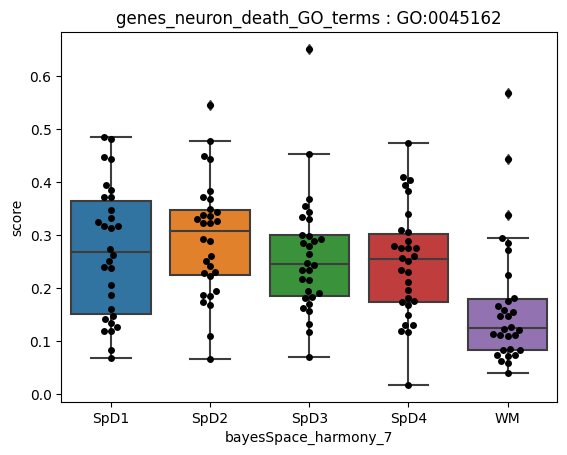 genes_neuron_death_GO_terms : GO:0045162
score
0.6
0.5
0.4
0.3
0.2
0.1
0.0
SpD1 SpD2 SpD3 SpD4 WM
bayesSpace_harmony_7